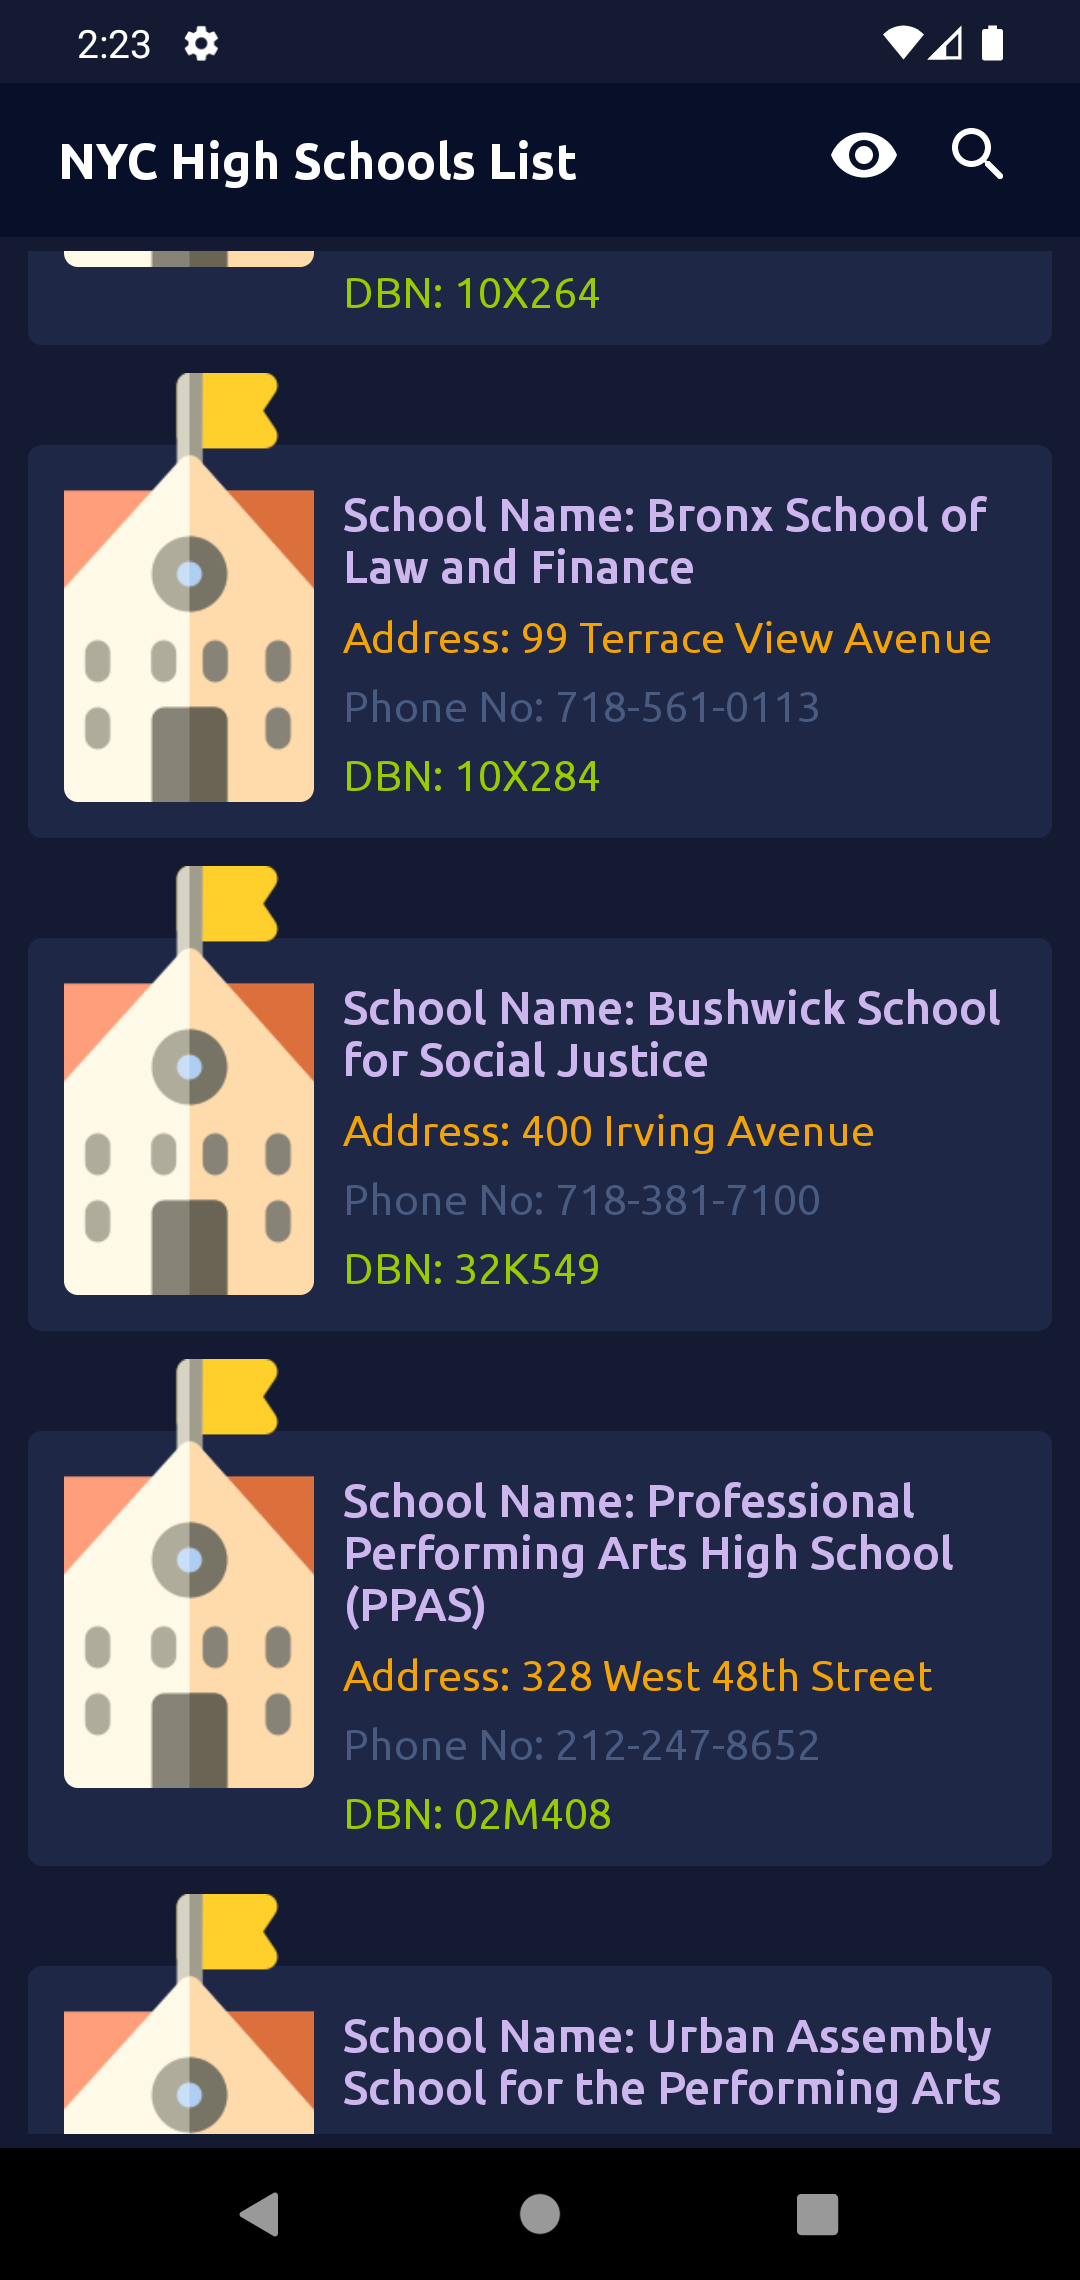 2:23
NYC High Schools List
DBN: 10X264
School Name: Bronx School of
Law and Finance
Address: 99 Terrace View Avenue
Phone No: 718-561-0113
DBN: 10X284
School Name: Bushwick School
for Social Justice
Address: 400 Irving Avenue
Phone No: 718-381-7100
DBN: 32K549
School Name: Professional
Performing Arts High School
(PPAS)
Address: 328 West 48th Street
Phone No: 212-247-8652
DBN: 02M408
School Name: Urban Assembly
School for the Performing Arts